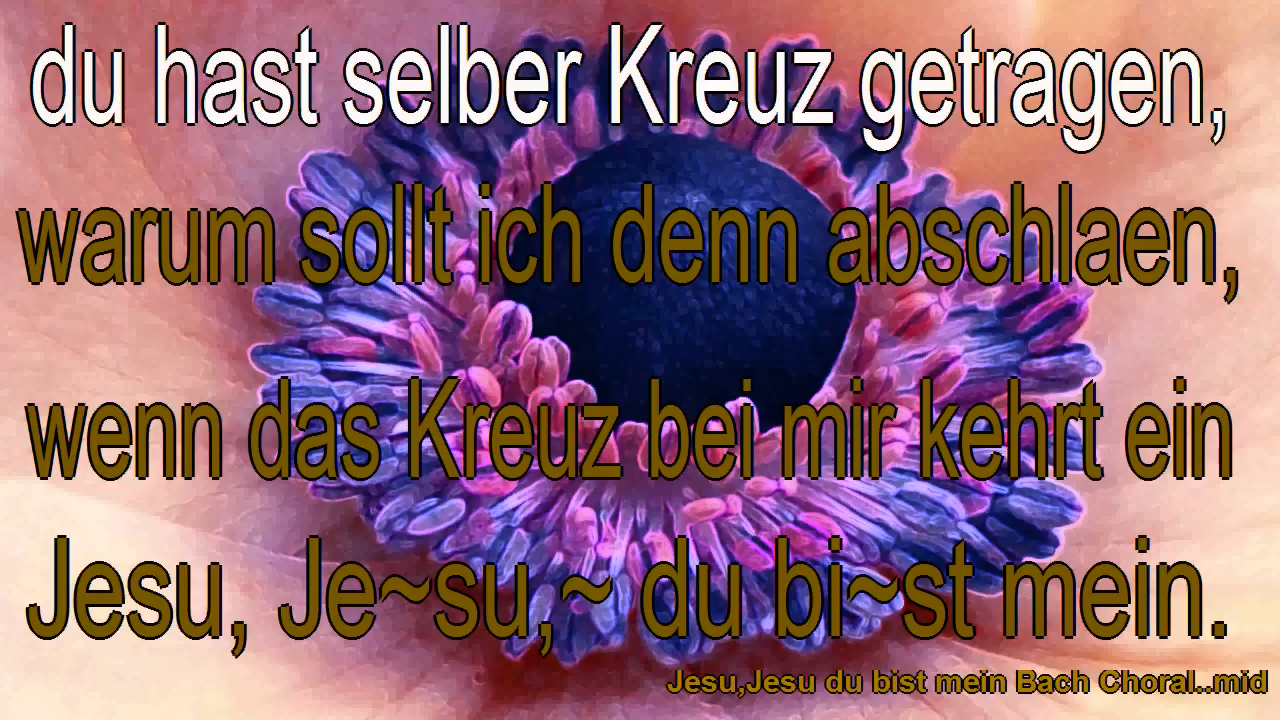 du hast selber Kreuz getragen,
warum sollt ich denn abschlaen,
wenn das Kreuz bei mir kehrt ein
Jesu, Je~su,~ du bi~st mein.
Jesu,Jesu du bist mein Bach Choral..mid